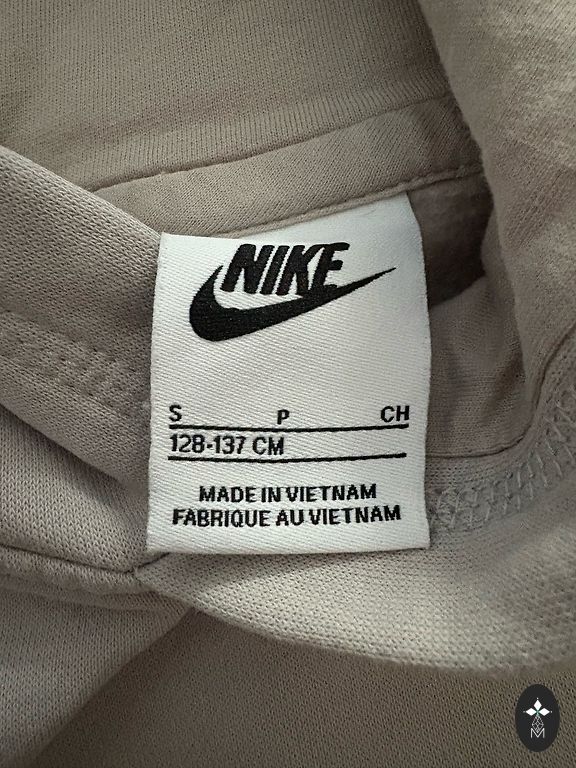 NIKE
S P CH
128-137 CM
MADE IN VIETNAM
FABRIQUE AU VIETNAM
M